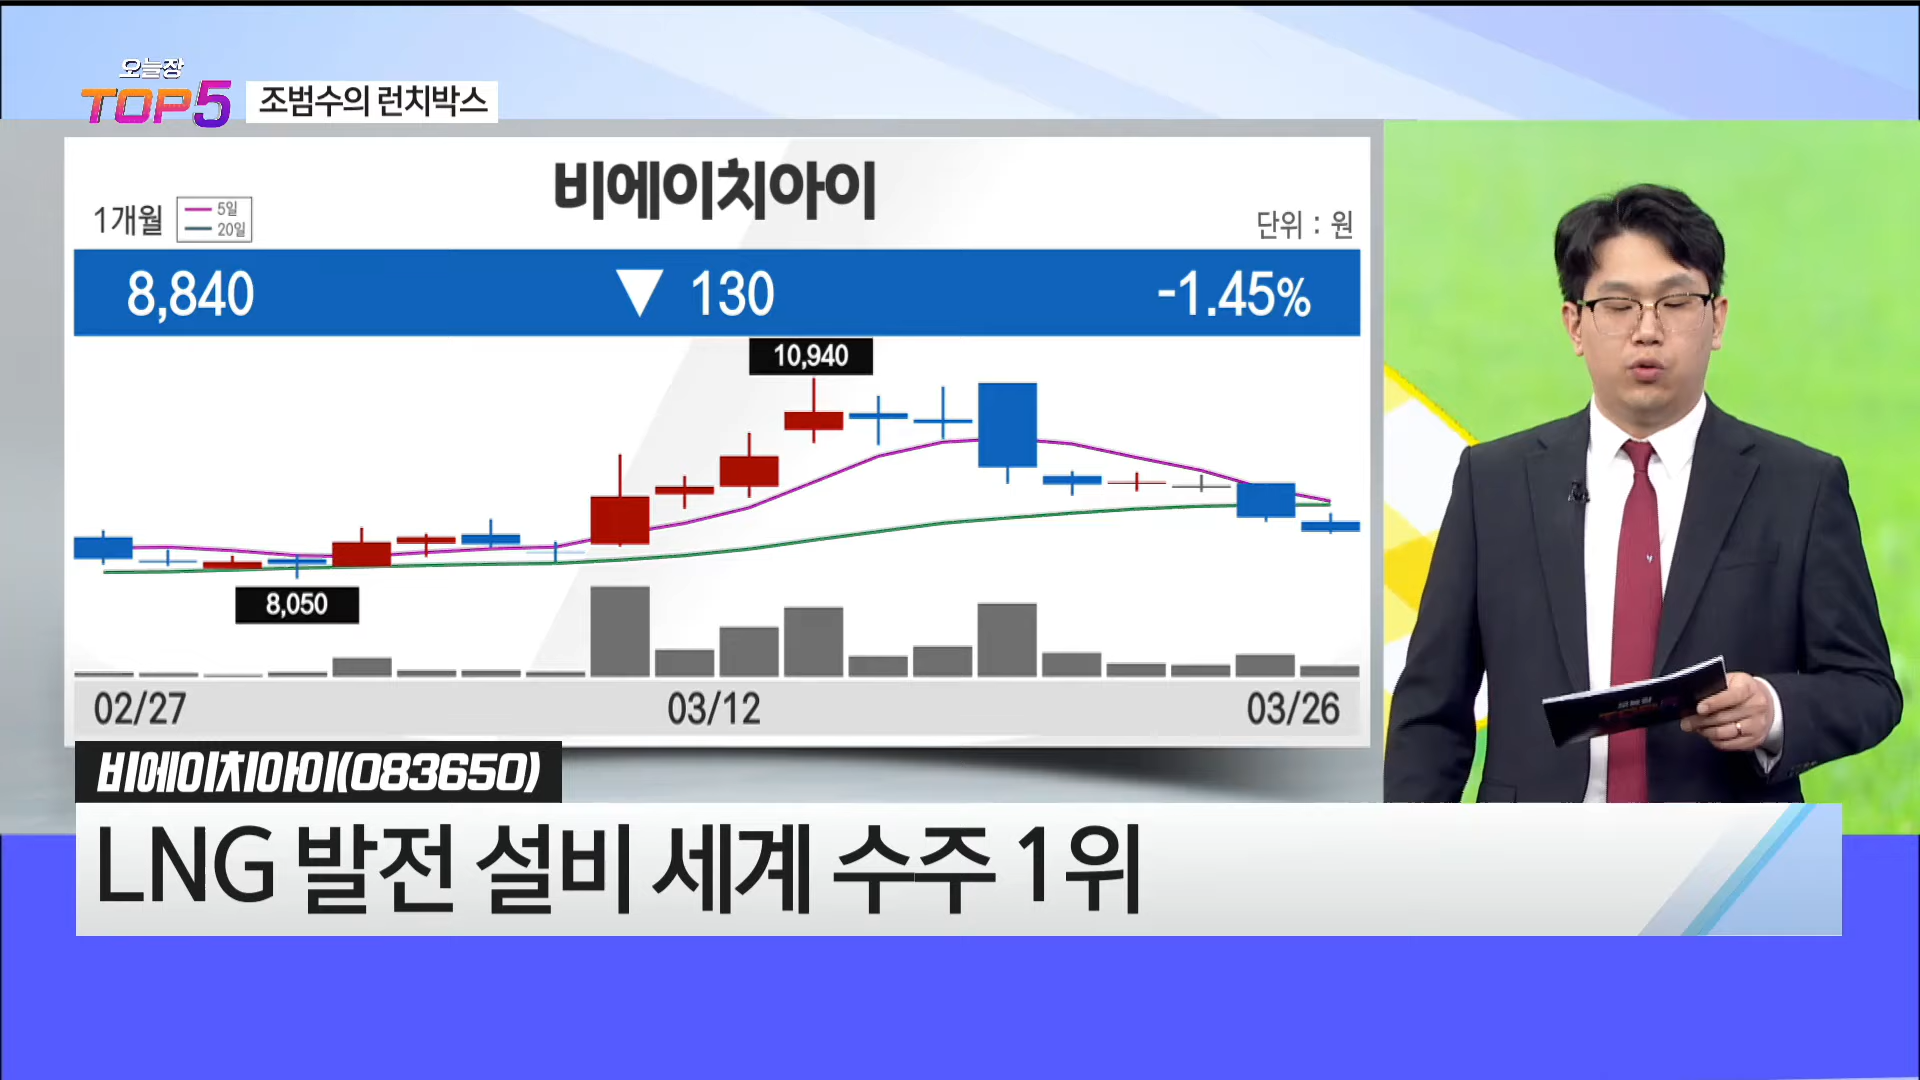 오늘장
TOP5
조범수의 런치박스
비에이치아이
1개월
5일
20일
단위 : 원
8,840 ▼ 130 -1.45%
10,940
8,050
02/27 03/12 03/26
비에이치아이(083650)
LNG 발전 설비 세계 수주 1위